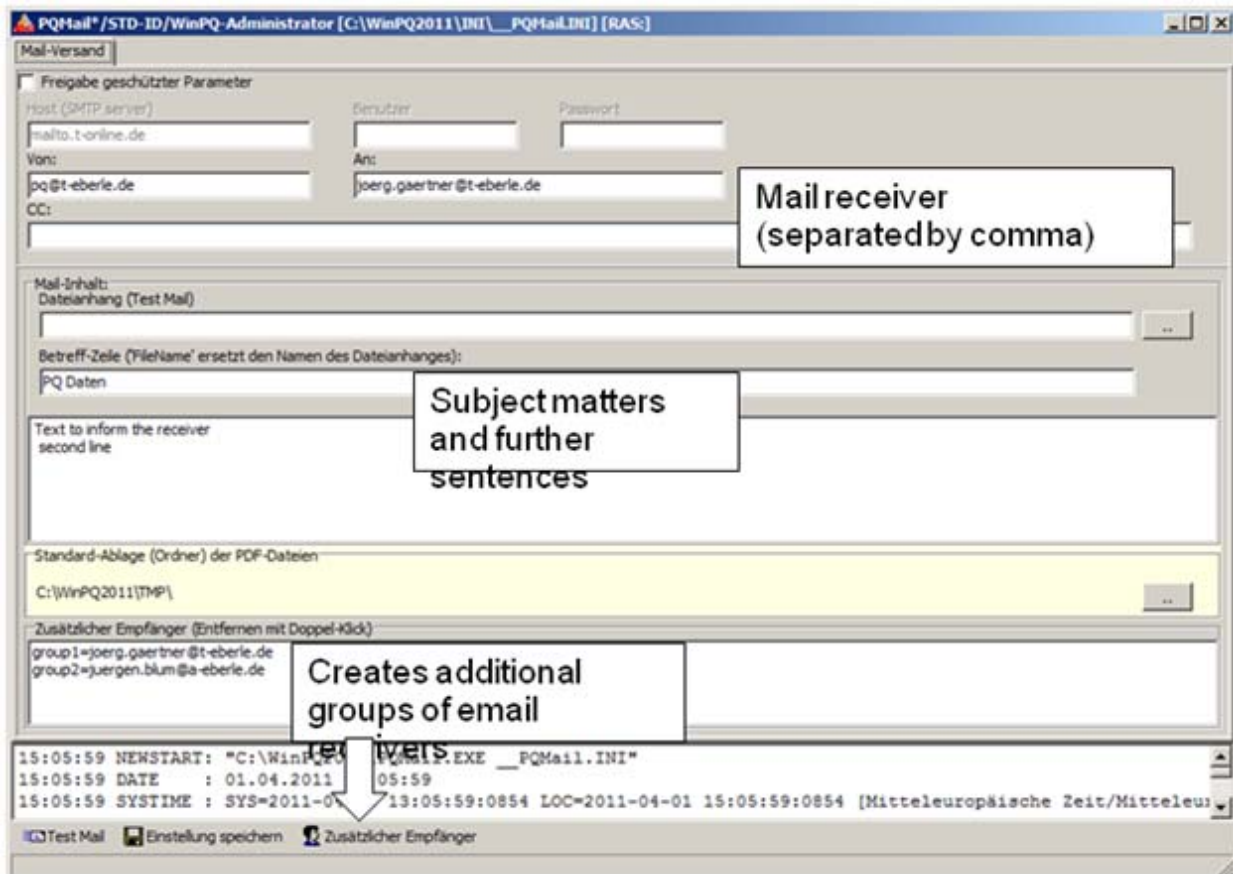 PQMail*/STD-ID/WinPQ-Administrator [C:\WinPQ2011\INI\__PQMail.INI] [RAS:]
Mail-Versand
Freigabe geschützter Parameter
Host (SMTP server) Benutzer Passwort
mailto.t-online.de
Von: An:
pq@t-eberle.de joerg.gaertner@t-eberle.de
CC:
Mail receiver
(separated by comma)
Mail-Inhalt:
Dateianhang (Test Mail)
..
Betreff-Zeile ('FileName' ersetzt den Namen des Dateianhanges):
PQ Daten
Subject matters
and further
sentences
Text to inform the receiver
second line
Standard-Ablage (Ordner) der PDF-Dateien
C:\WinPQ2011\TMP\
..
Zusätzlicher Empfänger (Entfernen mit Doppel-Klick)
group1=joerg.gaertner@t-eberle.de
group2=juergen.blum@a-eberle.de
Creates additional
groups of email
receivers
15:05:59 NEWSTART: "C:\WinPQ .EXE __PQMail.INI"
15:05:59 DATE : 01.04.2011 05:59
15:05:59 SYSTIME : SYS=2011-0 13:05:59:0854 LOC=2011-04-01 15:05:59:0854 [Mitteleuropäische Zeit/Mitteleur
Test Mail Einstellung speichern Zusätzlicher Empfänger